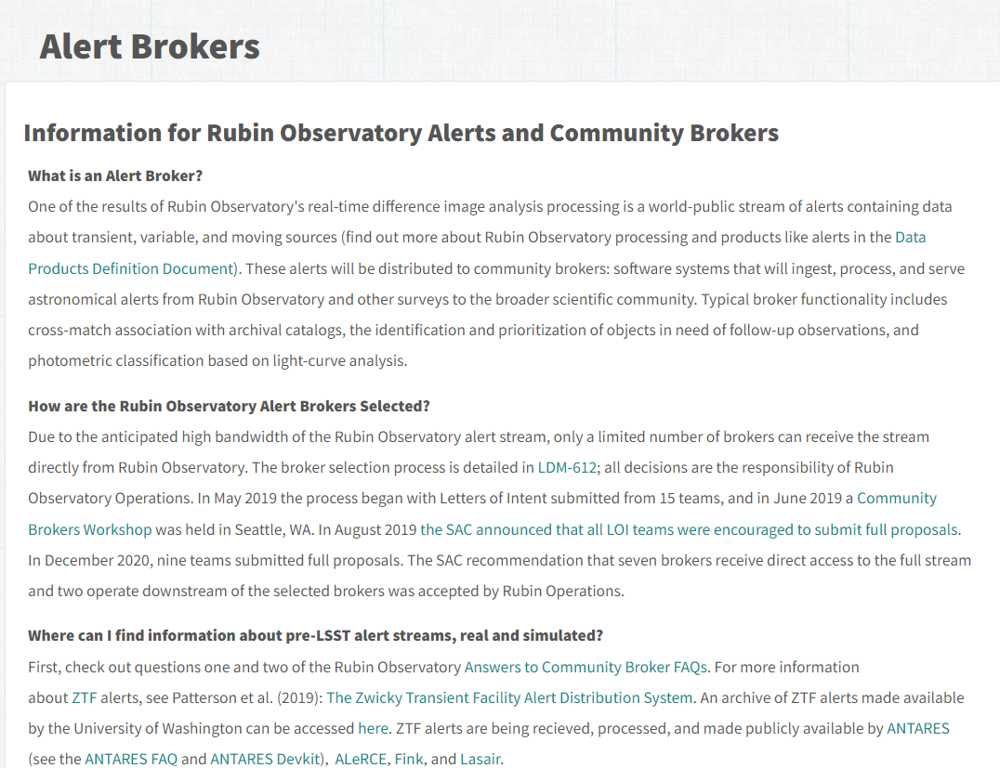 Alert Brokers
Information for Rubin Observatory Alerts and Community Brokers
What is an Alert Broker?
One of the results of Rubin Observatory's real-time difference image analysis processing is a world-public stream of alerts containing data
about transient, variable, and moving sources (find out more about Rubin Observatory processing and products like alerts in the Data
Products Definition Document). These alerts will be distributed to community brokers: software systems that will ingest, process, and serve
astronomical alerts from Rubin Observatory and other surveys to the broader scientific community. Typical broker functionality includes
cross-match association with archival catalogs, the identification and prioritization of objects in need of follow-up observations, and
photometric classification based on light-curve analysis.
How are the Rubin Observatory Alert Brokers Selected?
Due to the anticipated high bandwidth of the Rubin Observatory alert stream, only a limited number of brokers can receive the stream
directly from Rubin Observatory. The broker selection process is detailed in LDM-612; all decisions are the responsibility of Rubin
Observatory Operations. In May 2019 the process began with Letters of Intent submitted from 15 teams, and in June 2019 a Community
Brokers Workshop was held in Seattle, WA. In August 2019 the SAC announced that all LOI teams were encouraged to submit full proposals.
In December 2020, nine teams submitted full proposals. The SAC recommendation that seven brokers receive direct access to the full stream
and two operate downstream of the selected brokers was accepted by Rubin Operations.
Where can I find information about pre-LSST alert streams, real and simulated?
First, check out questions one and two of the Rubin Observatory Answers to Community Broker FAQs. For more information
about ZTF alerts, see Patterson et al. (2019): The Zwicky Transient Facility Alert Distribution System. An archive of ZTF alerts made available
by the University of Washington can be accessed here. ZTF alerts are being recieved, processed, and made publicly available by ANTARES
(see the ANTARES FAQ and ANTARES Devkit), ALeRCE, Fink, and Lasair.